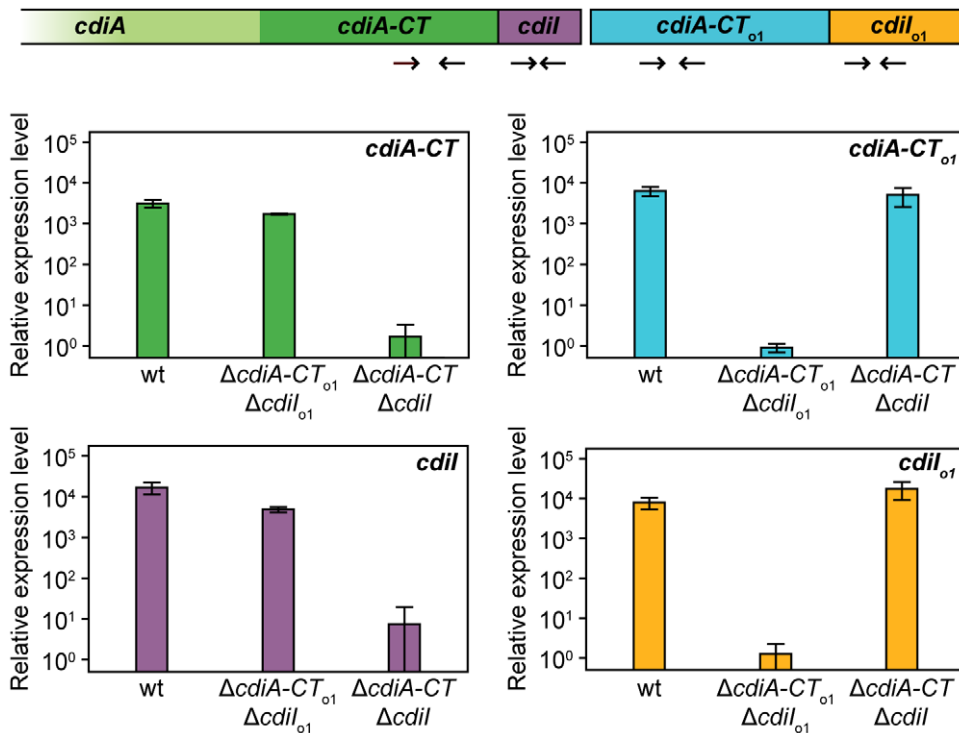 cdiA cdiA-CT cdiI cdiA-CTo1 cdiIo1
Relative expression level
cdiA-CT
10⁵
10⁴
10³
10²
10¹
10⁰
wt ΔcdiA-CTo1 ΔcdiA-CT
ΔcdiIo1 ΔcdiI
Relative expression level
cdiA-CTo1
10⁵
10⁴
10³
10²
10¹
10⁰
wt ΔcdiA-CTo1 ΔcdiA-CT
ΔcdiIo1 ΔcdiI
Relative expression level
cdiI
10⁵
10⁴
10³
10²
10¹
10⁰
wt ΔcdiA-CTo1 ΔcdiA-CT
ΔcdiIo1 ΔcdiI
Relative expression level
cdiIo1
10⁵
10⁴
10³
10²
10¹
10⁰
wt ΔcdiA-CTo1 ΔcdiA-CT
ΔcdiIo1 ΔcdiI